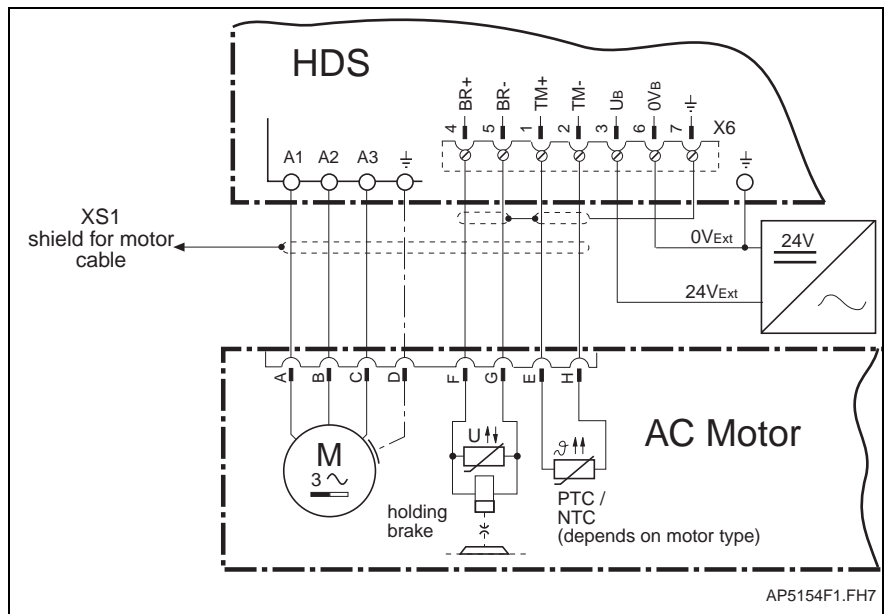 HDS
BR+
BR-
TM+
TM-
UB
0VB
4
5
1
2
3
6
7
X6
A1 A2 A3
XS1
shield for motor
cable
0VExt
24V
24VExt
A
B
C
D
F
G
E
H
M
3
U
ϑ
AC Motor
holding
brake
PTC /
NTC
(depends on motor type)
AP5154F1.FH7